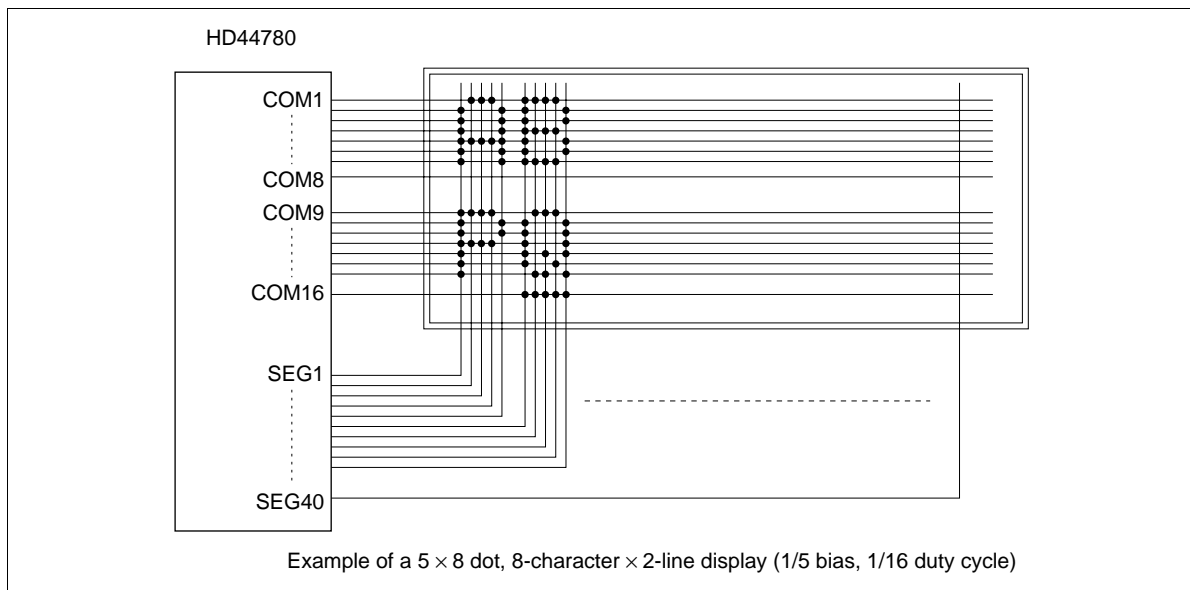 HD44780
COM1
COM8
COM9
COM16
SEG1
SEG40
Example of a 5 × 8 dot, 8-character × 2-line display (1/5 bias, 1/16 duty cycle)